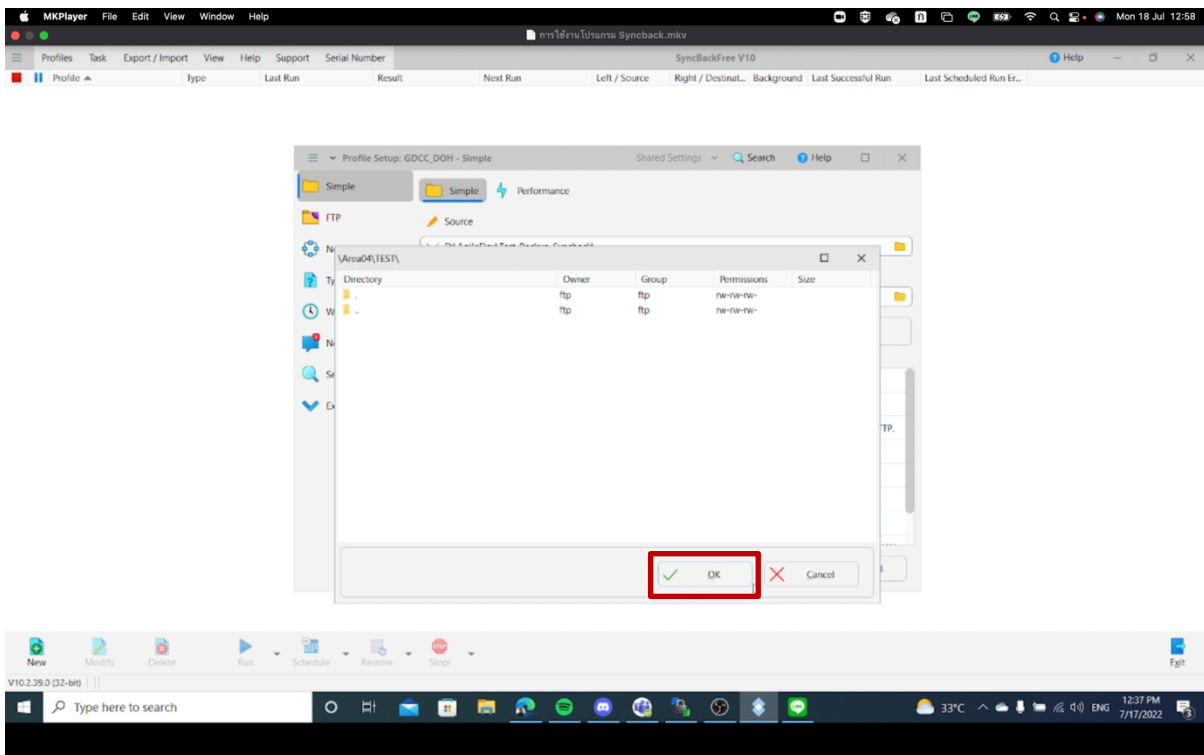 MKPlayer File Edit View Window Help
Mon 18 Jul 12:58
การใช้งานโปรแกรม Syncback.mkv
Profiles Task Export / Import View Help Support Serial Number SyncBackFree V10 Help
Profile Type Last Run Result Next Run Left / Source Right / Destinat... Background Last Successful Run Last Scheduled Run Er...
Profile Setup: GDCC_DOH - Simple Shared Settings Search Help
Simple
Simple Performance
FTP
Source
\Area04\TEST\
Directory Owner Group Permissions Size
. ftp ftp rw-rw-rw-
.. ftp ftp rw-rw-rw-
TP.
OK Cancel
New Modify Delete Run Schedule Restore Stop! Exit
V10.2.39.0 (32-bit)
Type here to search
33°C ENG
12:37 PM
7/17/2022
3